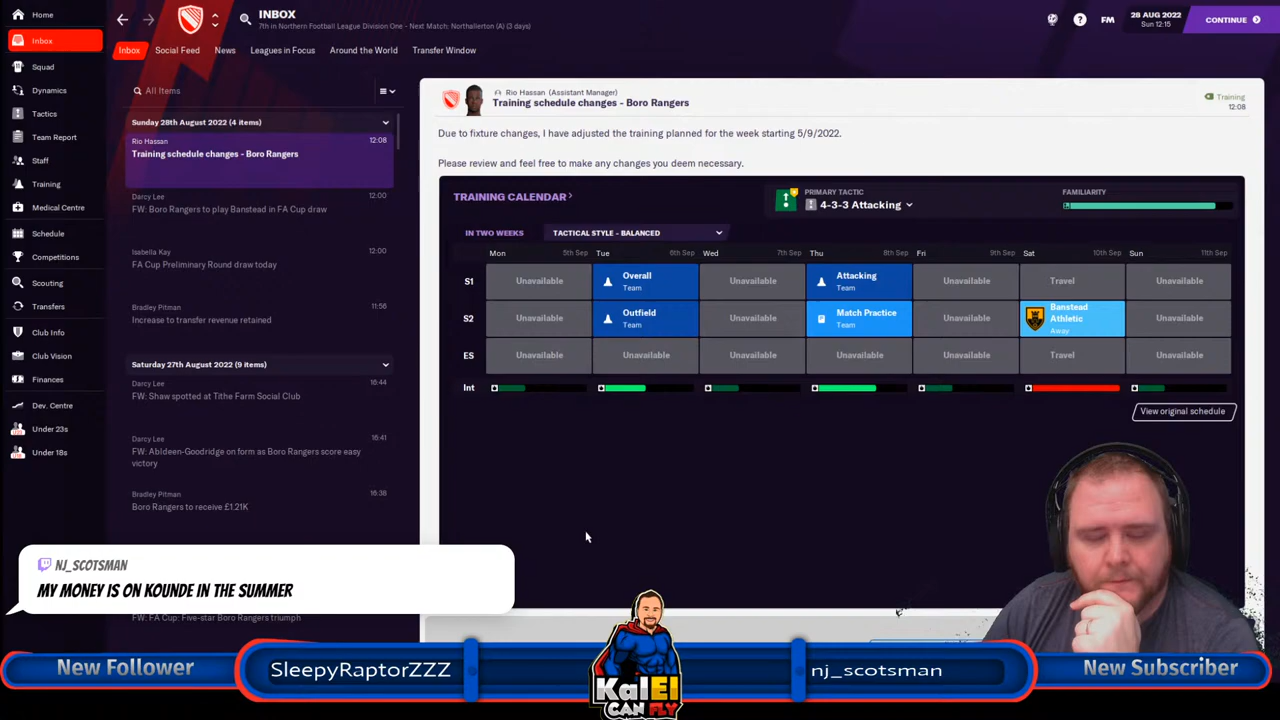 Home
Inbox
Squad
Dynamics
Tactics
Team Report
Staff
Training
Medical Centre
Schedule
Competitions
Scouting
Transfers
Club Info
Club Vision
Finances
Dev. Centre
Under 23s
Under 18s
INBOX
7th in Northern Football League Division One - Next Match: Northallerton (A) (3 days)
FM
28 AUG 2022
Sun 12:15
CONTINUE
Inbox
Social Feed
News
Leagues in Focus
Around the World
Transfer Window
All Items
Sunday 28th August 2022 (4 items)
Rio Hassan 12:08
Training schedule changes - Boro Rangers
Darcy Lee 12:00
FW: Boro Rangers to play Banstead in FA Cup draw
Isabella Kay 12:00
FA Cup Preliminary Round draw today
Bradley Pitman 11:56
Increase to transfer revenue retained
Saturday 27th August 2022 (9 items)
Darcy Lee 16:44
FW: Shaw spotted at Tithe Farm Social Club
Darcy Lee 16:41
FW: Abldeen-Goodridge on form as Boro Rangers score easy
victory
Bradley Pitman 16:38
Boro Rangers to receive £1.21K
FW: FA Cup: Five-star Boro Rangers triumph
Rio Hassan (Assistant Manager)
Training schedule changes - Boro Rangers
Training
12:08
Due to fixture changes, I have adjusted the training planned for the week starting 5/9/2022.
Please review and feel free to make any changes you deem necessary.
TRAINING CALENDAR
PRIMARY TACTIC
4-3-3 Attacking
FAMILIARITY
IN TWO WEEKS
TACTICAL STYLE - BALANCED
Mon 5th Sep Tue 6th Sep Wed 7th Sep Thu 8th Sep Fri 9th Sep Sat 10th Sep Sun 11th Sep
S1 Unavailable Overall Team Unavailable Attacking Team Unavailable Travel Unavailable
S2 Unavailable Outfield Team Unavailable Match Practice Team Unavailable Banstead Athletic Away Unavailable
ES Unavailable Unavailable Unavailable Unavailable Unavailable Travel Unavailable
Int
View original schedule
NJ_SCOTSMAN
MY MONEY IS ON KOUNDE IN THE SUMMER
New Follower
SleepyRaptorZZZ
KalEl
CAN FLY
nj_scotsman
New Subscriber